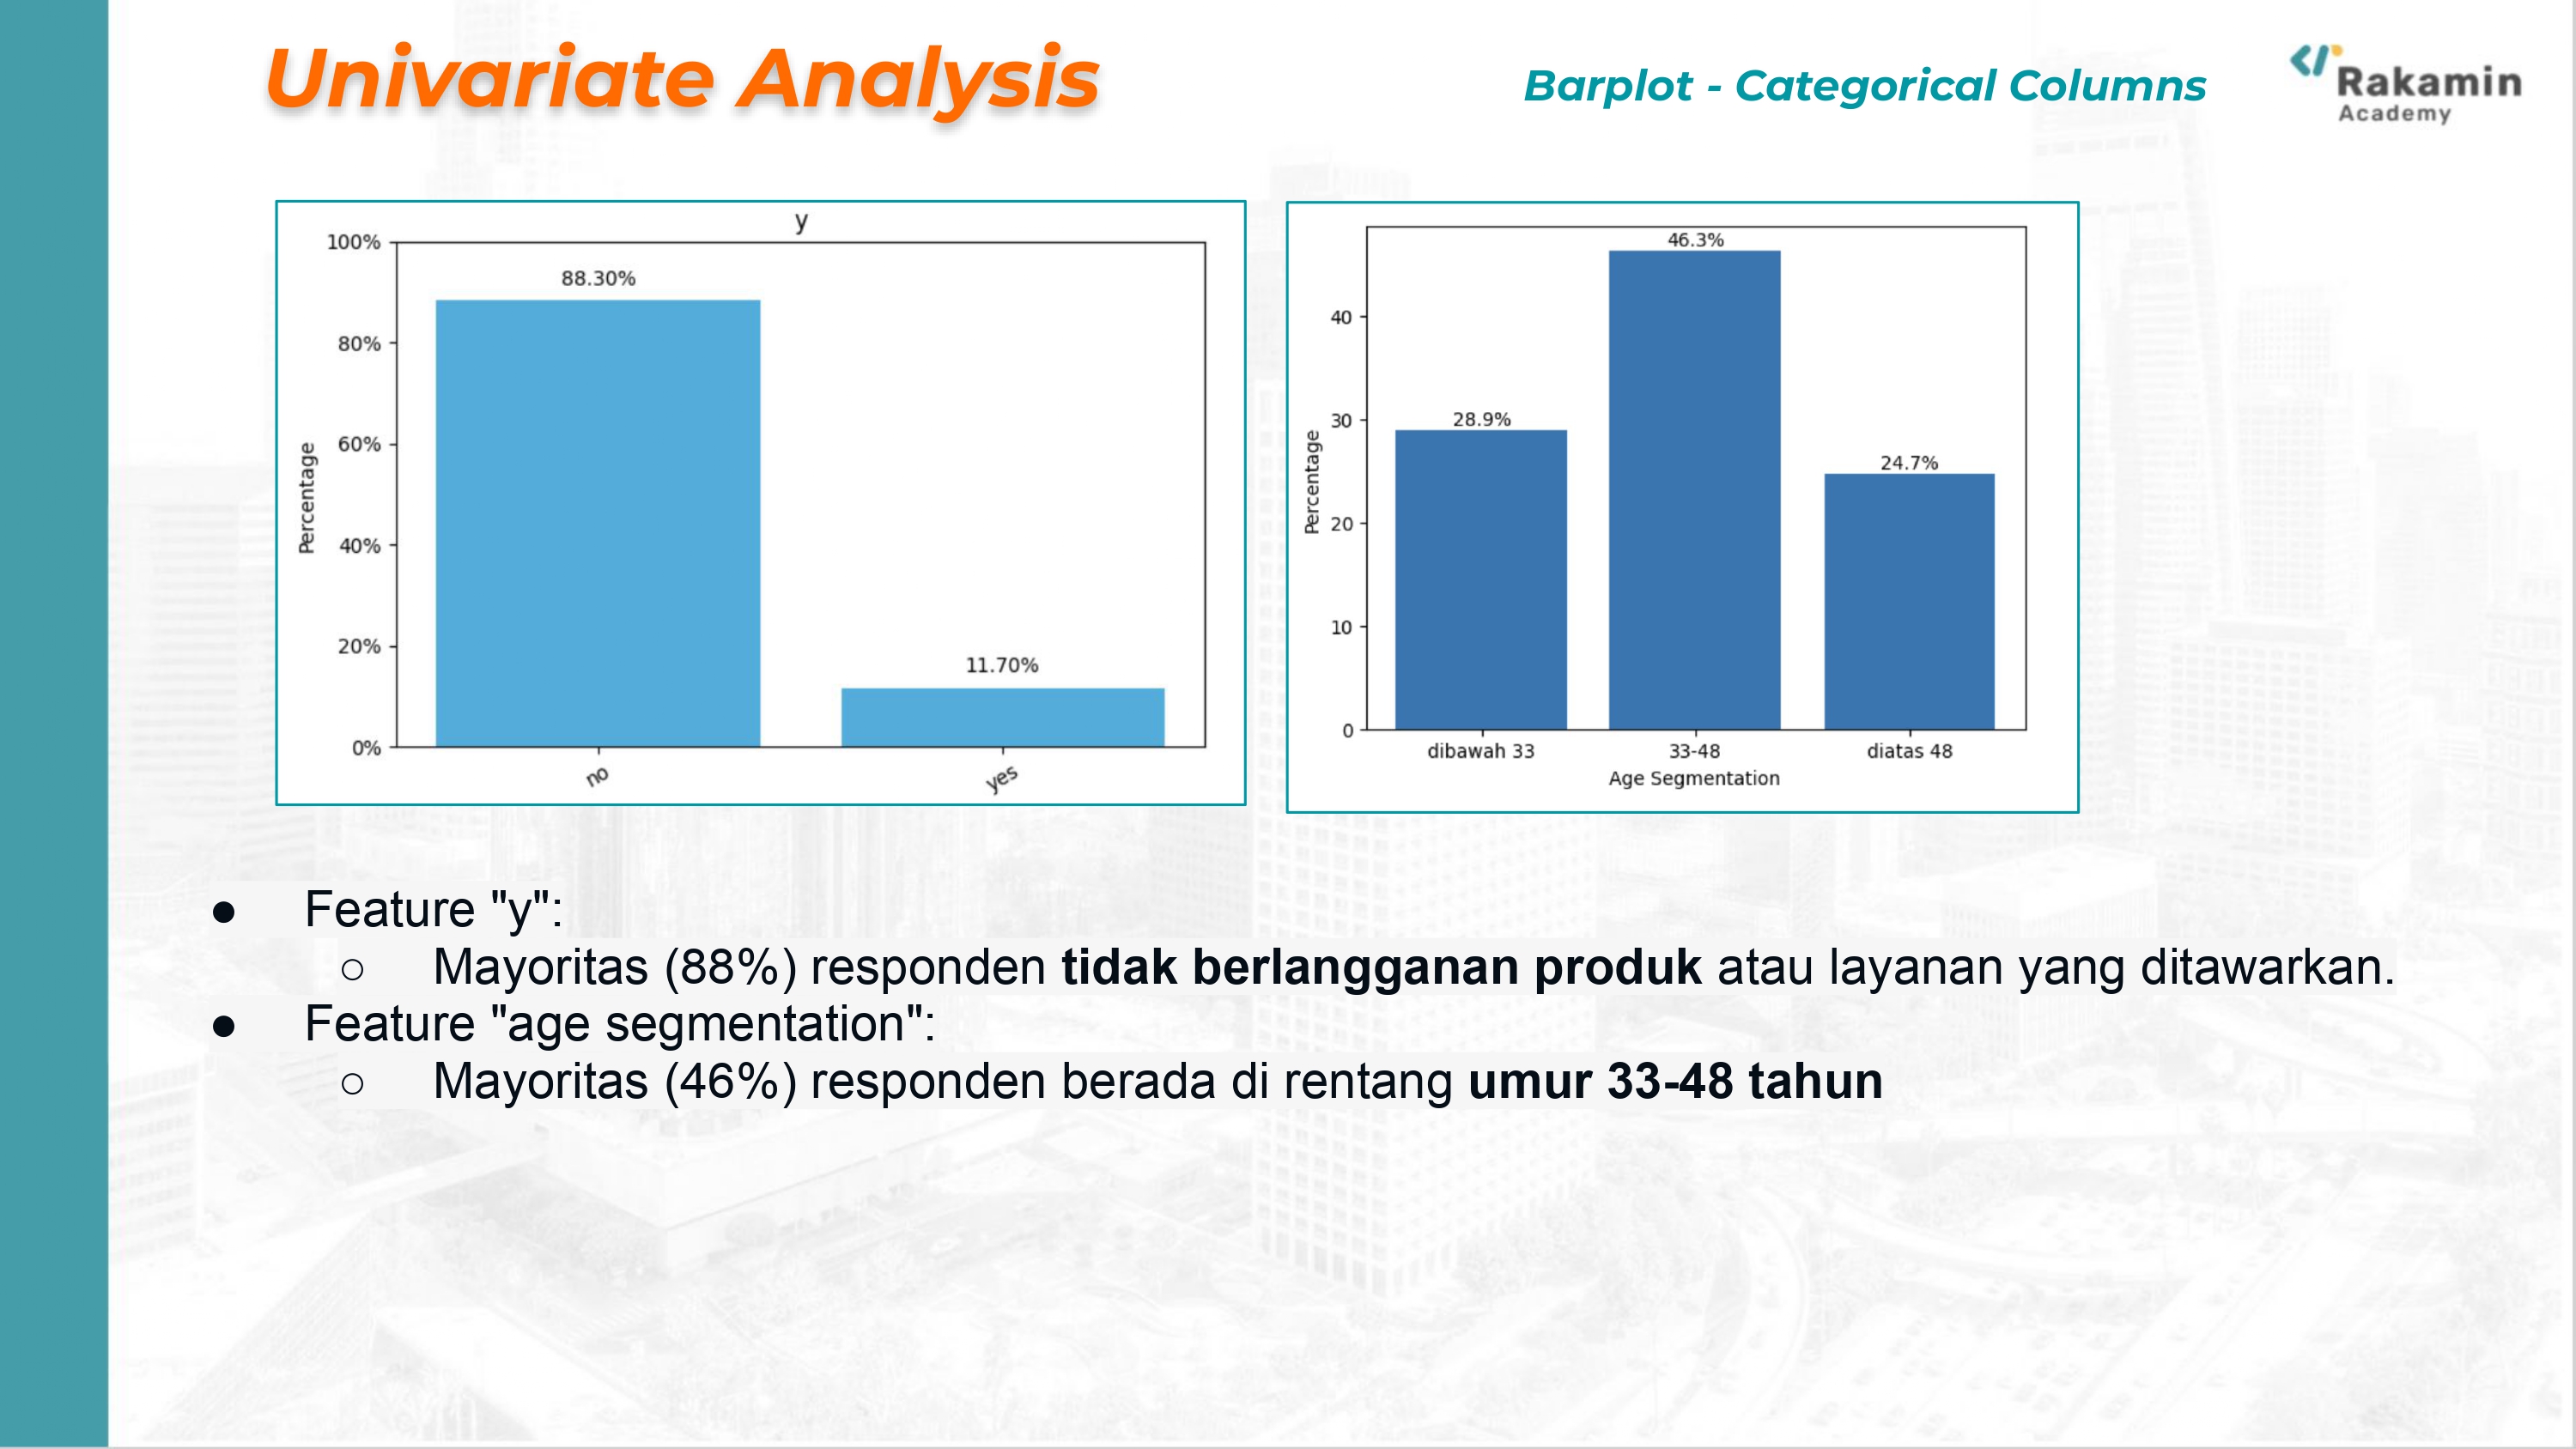 Univariate Analysis
Barplot - Categorical Columns
Rakamin
Academy
y
100%
80%
60%
40%
20%
0%
Percentage
88.30%
11.70%
no
yes
40
30
20
10
0
Percentage
28.9%
46.3%
24.7%
dibawah 33
33-48
diatas 48
Age Segmentation
● Feature "y":
○ Mayoritas (88%) responden tidak berlangganan produk atau layanan yang ditawarkan.
● Feature "age segmentation":
○ Mayoritas (46%) responden berada di rentang umur 33-48 tahun